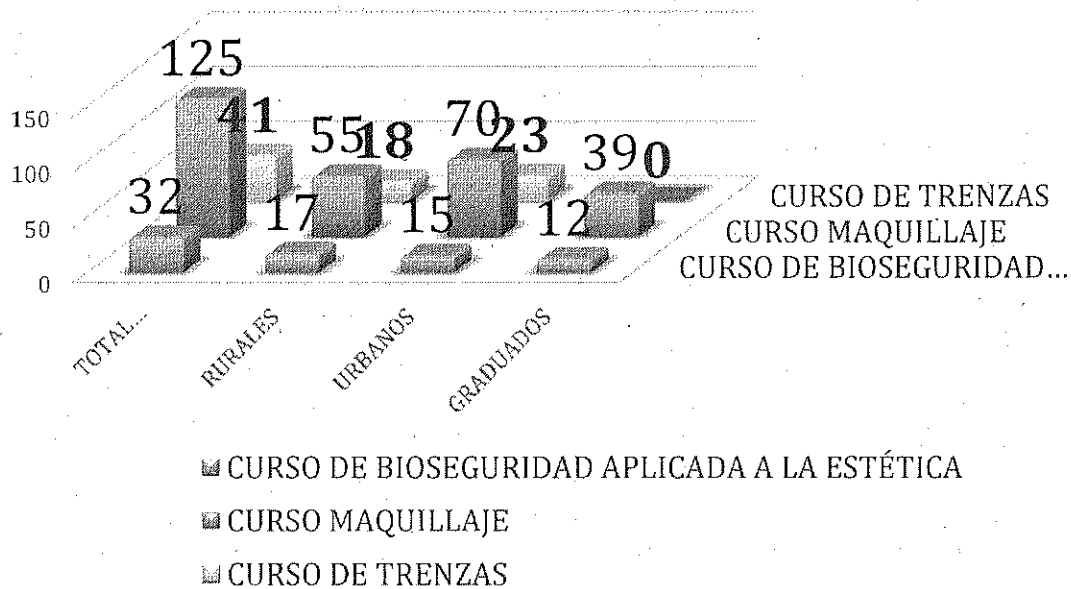 125
41
55
18
70
23
39
0
32
17
15
12
150
100
50
0
CURSO DE TRENZAS
CURSO MAQUILLAJE
CURSO DE BIOSEGURIDAD...
TOTAL...
RURALES
URBANOS
GRADUADOS
CURSO DE BIOSEGURIDAD APLICADA A LA ESTÉTICA
CURSO MAQUILLAJE
CURSO DE TRENZAS